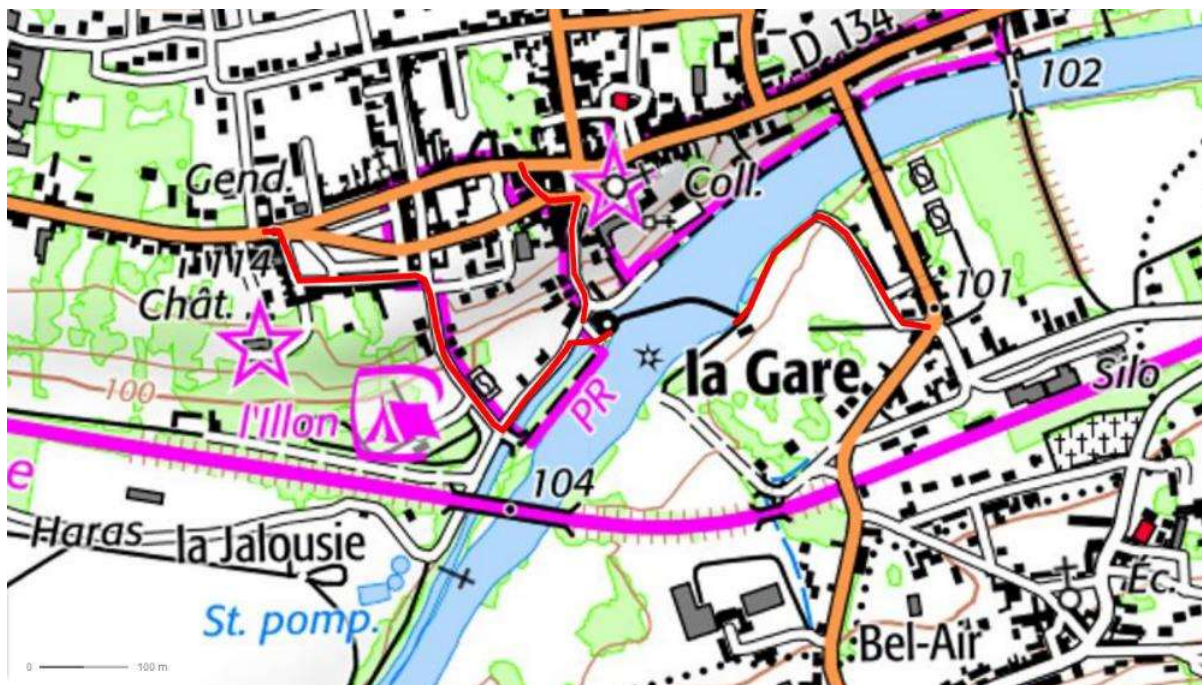 D 134
102
Gend.
Coll.
114
Chât.
101
la Gare
Silo
100
l'Illon
PR
e
104
Haras
la Jalousie
Éc.
St. pomp.
Bel-Air
0
100 m